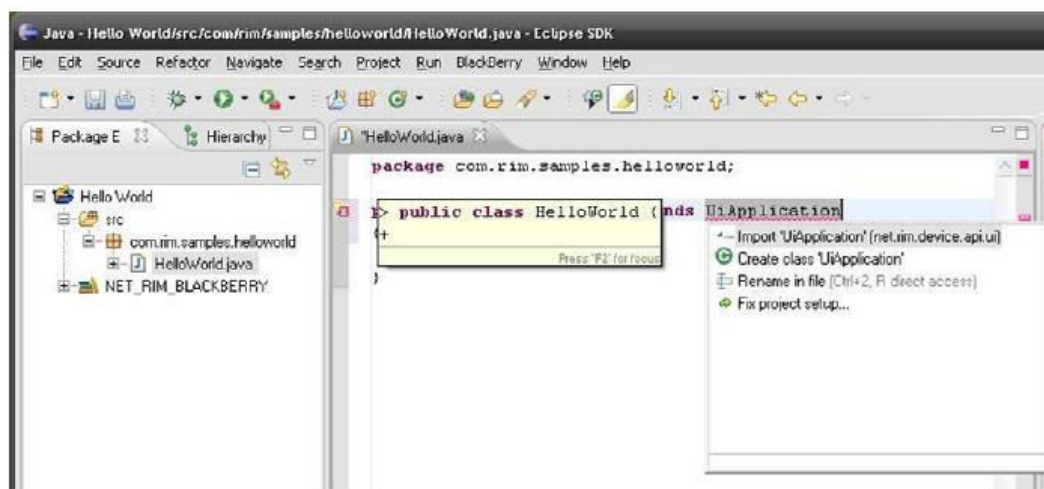 Java - Hello World/src/com/rim/samples/helloworld/HelloWorld.java - Eclipse SDK
File Edit Source Refactor Navigate Search Project Run BlackBerry Window Help
Package E
Hierarchy
*HelloWorld.java
Hello World
src
com.rim.samples.helloworld
HelloWorld.java
NET_RIM_BLACKBERRY
package com.rim.samples.helloworld;
> public class HelloWorld {
+
Press 'F2' for focus
nds UiApplication
}
Import 'UiApplication' (net.rim.device.api.ui)
Create class 'UiApplication'
Rename in file (Ctrl+2, R direct access)
Fix project setup...